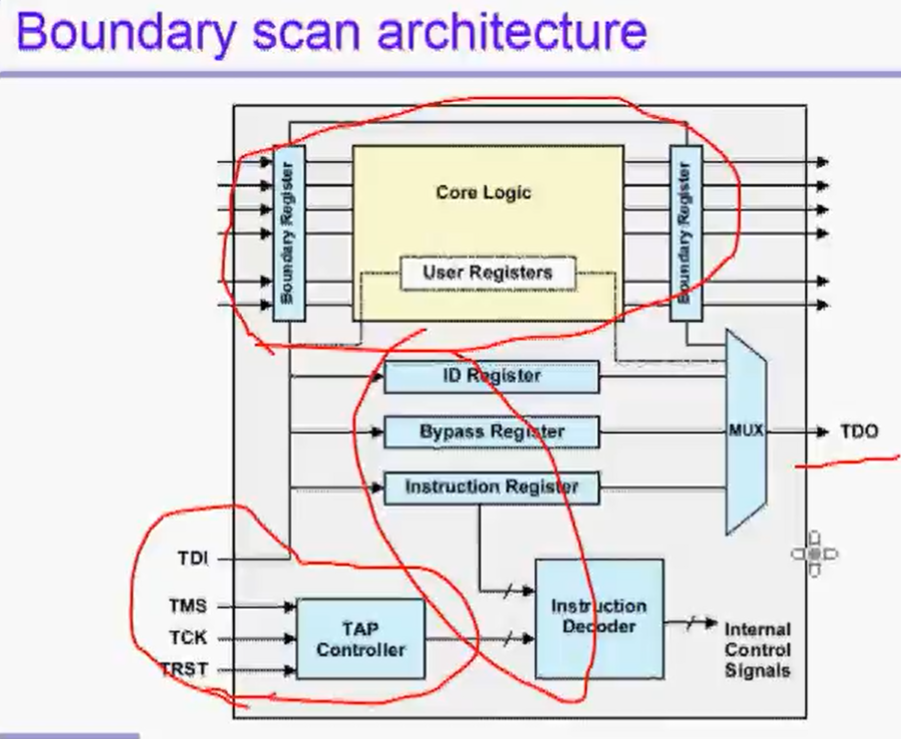 Boundary scan architecture
Boundary Register
Core Logic
User Registers
Boundary Register
ID Register
Bypass Register
Instruction Register
MUX
TDO
TDI
TMS
TCK
TRST
TAP
Controller
Instruction
Decoder
Internal
Control
Signals